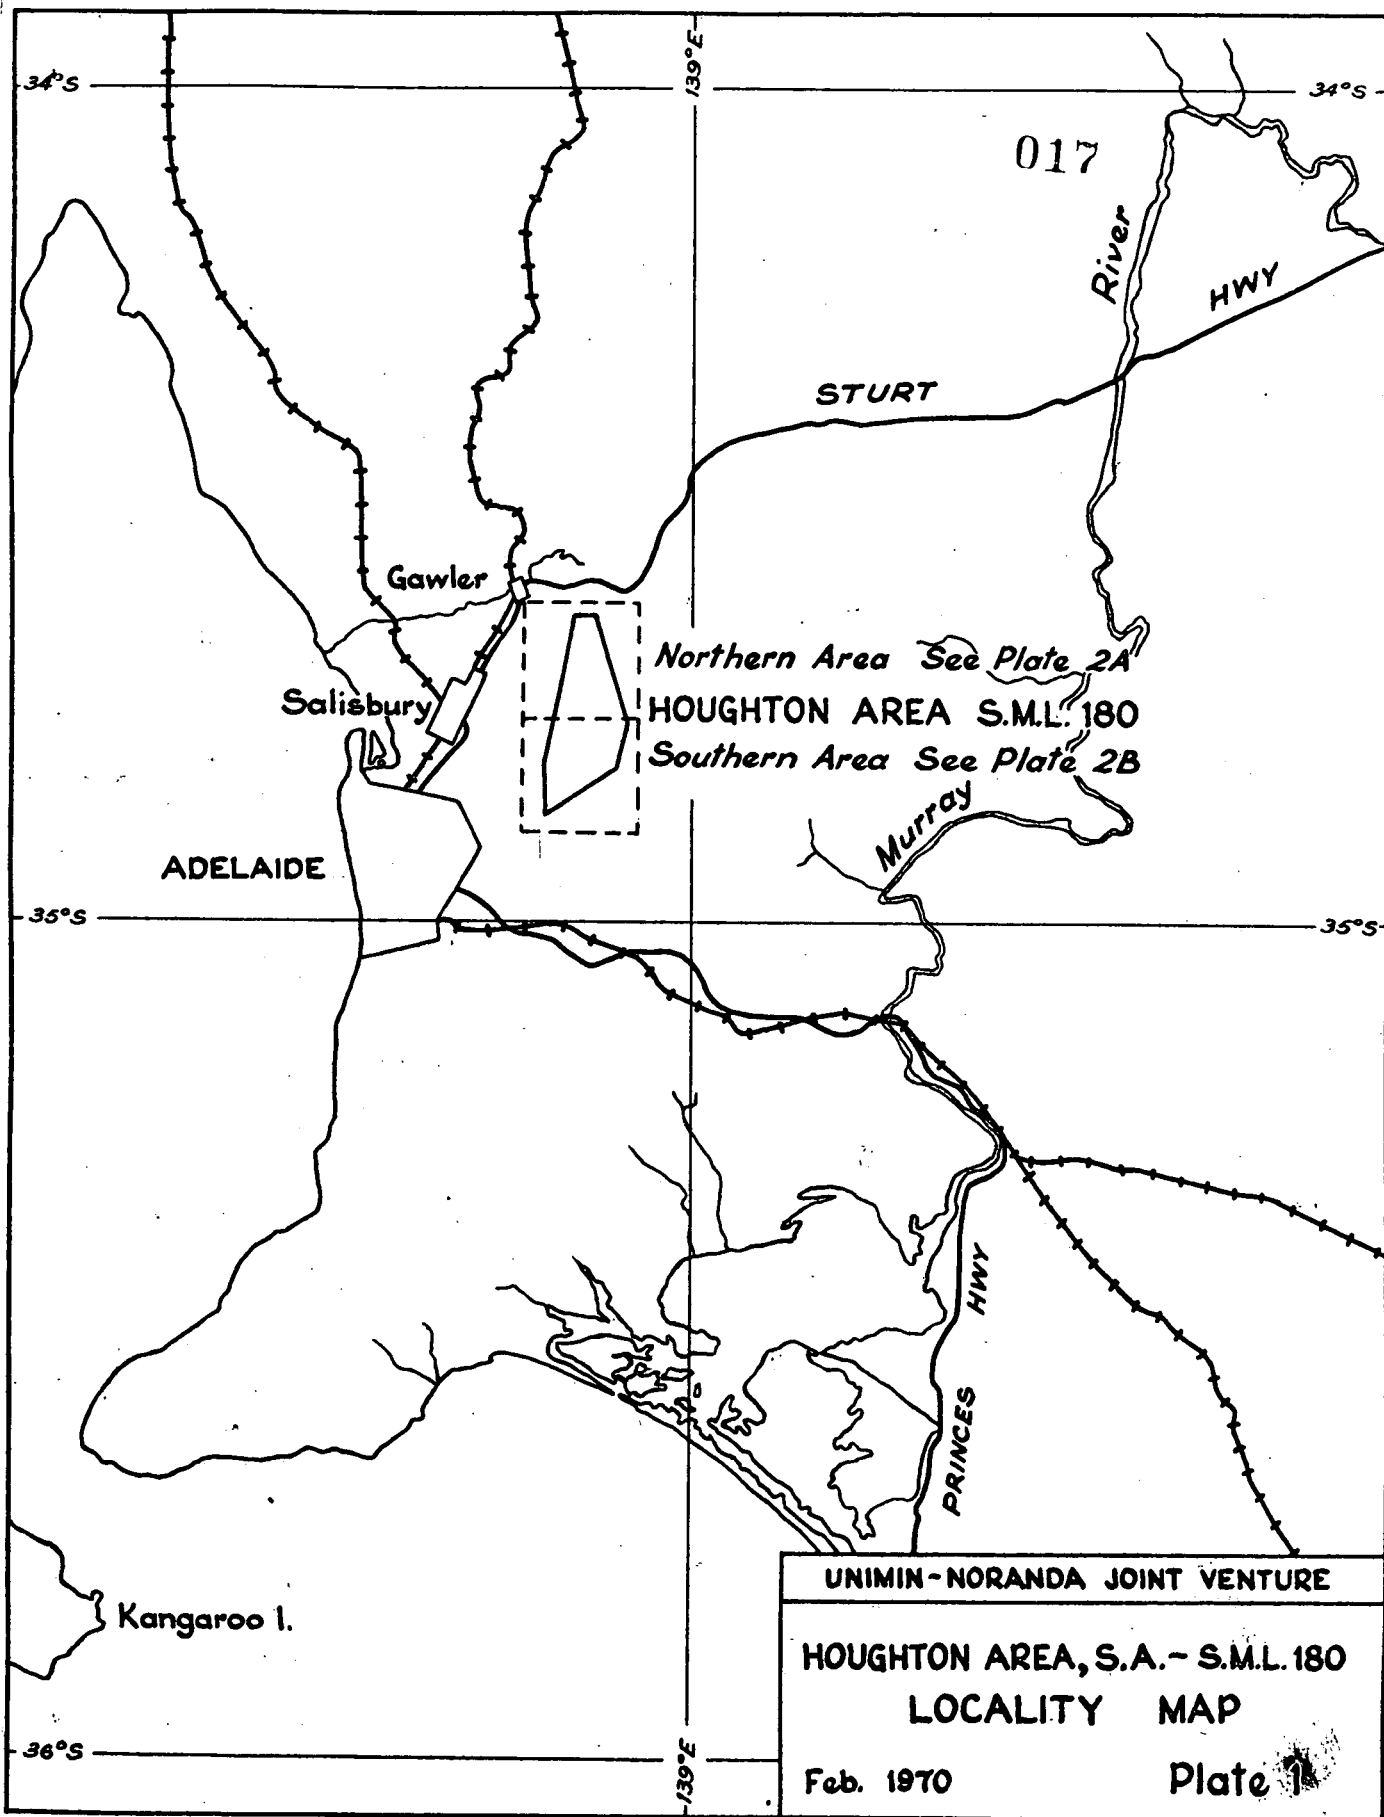 139°E
34°S
34°S
017
River
HWY
STURT
Gawler
Northern Area See Plate 2A
Salisbury
HOUGHTON AREA S.M.L. 180
Southern Area See Plate 2B
Murray
ADELAIDE
35°S
35°S
HWY
PRINCES
Kangaroo I.
36°S
139°E
UNIMIN-NORANDA JOINT VENTURE
HOUGHTON AREA, S.A. - S.M.L. 180
LOCALITY MAP
Feb. 1970 Plate 1